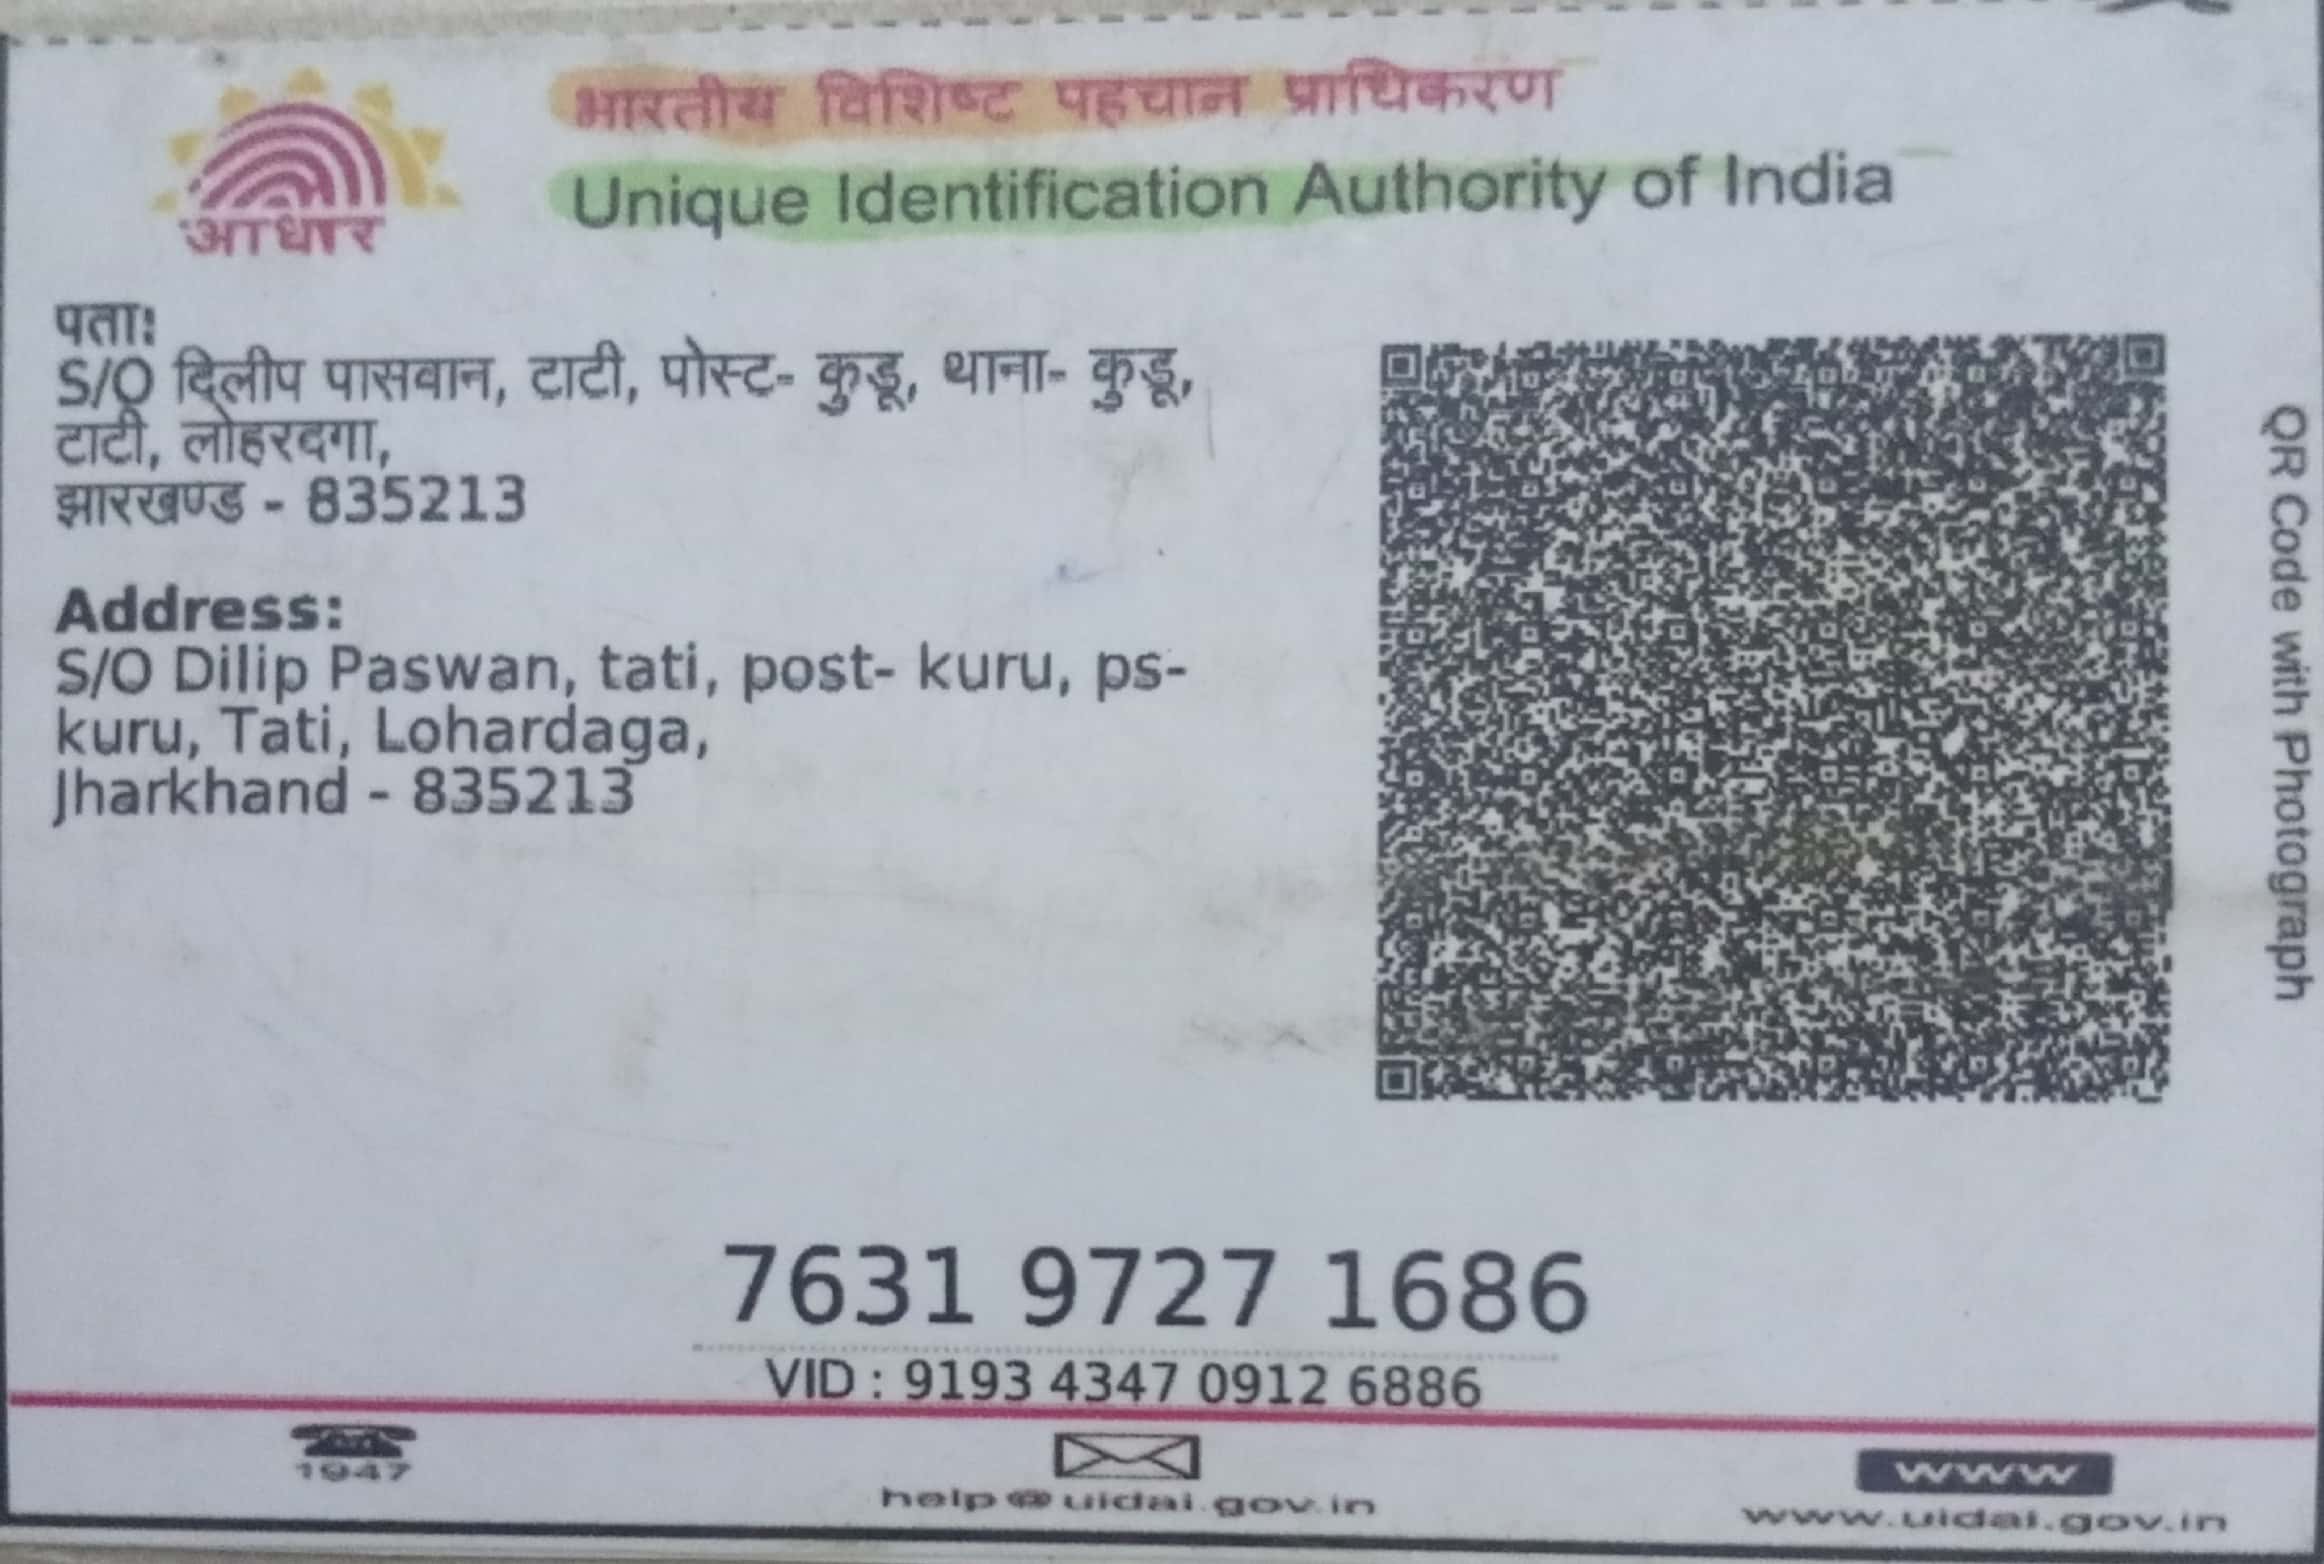 आधार
भारतीय विशिष्ट पहचान प्राधिकरण
Unique Identification Authority of India
पताः
S/O दिलीप पासवान, टाटी, पोस्ट- कुडू, थाना- कुडू,
टाटी, लोहरदगा,
झारखण्ड - 835213
Address:
S/O Dilip Paswan, tati, post- kuru, ps-
kuru, Tati, Lohardaga,
Jharkhand - 835213
QR Code with Photograph
7631 9727 1686
VID : 9193 4347 0912 6886
1947
help@uidai.gov.in
www
www.uidai.gov.in